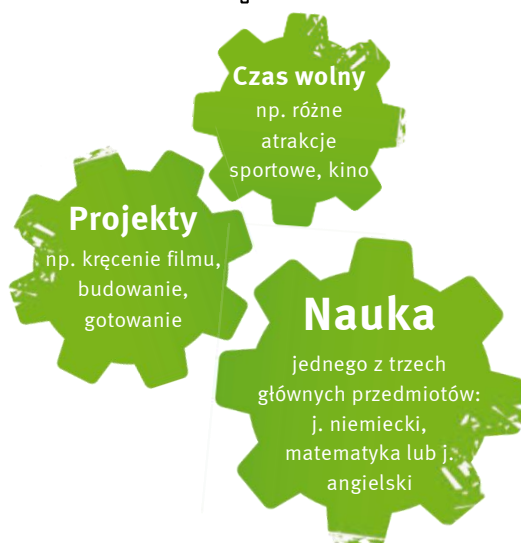 Czas wolny
np. różne
atrakcje
sportowe, kino
Projekty
np. kręcenie filmu,
budowanie,
gotowanie
Nauka
jednego z trzech
głównych przedmiotów:
j. niemiecki,
matematyka lub j.
angielski